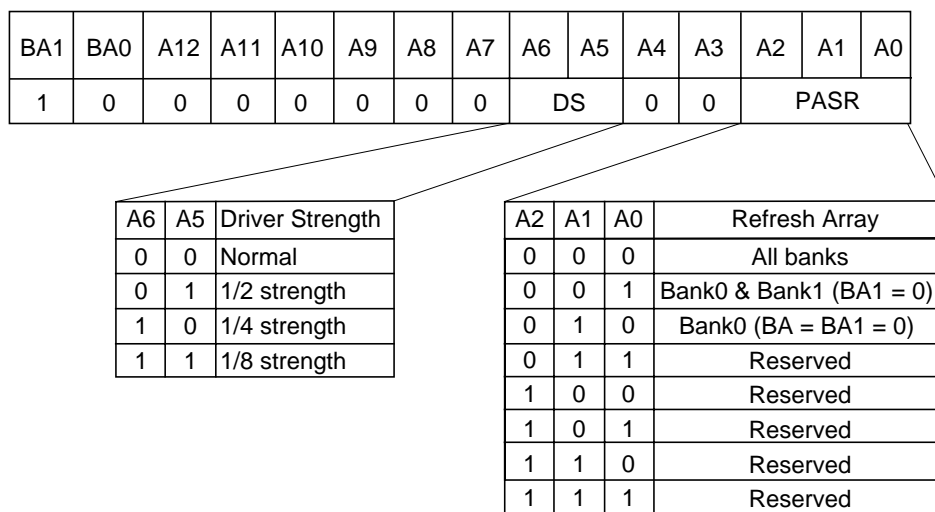 BA1 BA0 A12 A11 A10 A9 A8 A7 A6 A5 A4 A3 A2 A1 A0
1 0 0 0 0 0 0 0 DS 0 0 PASR
A6 A5 Driver Strength
0 0 Normal
0 1 1/2 strength
1 0 1/4 strength
1 1 1/8 strength
A2 A1 A0 Refresh Array
0 0 0 All banks
0 0 1 Bank0 & Bank1 (BA1 = 0)
0 1 0 Bank0 (BA = BA1 = 0)
0 1 1 Reserved
1 0 0 Reserved
1 0 1 Reserved
1 1 0 Reserved
1 1 1 Reserved